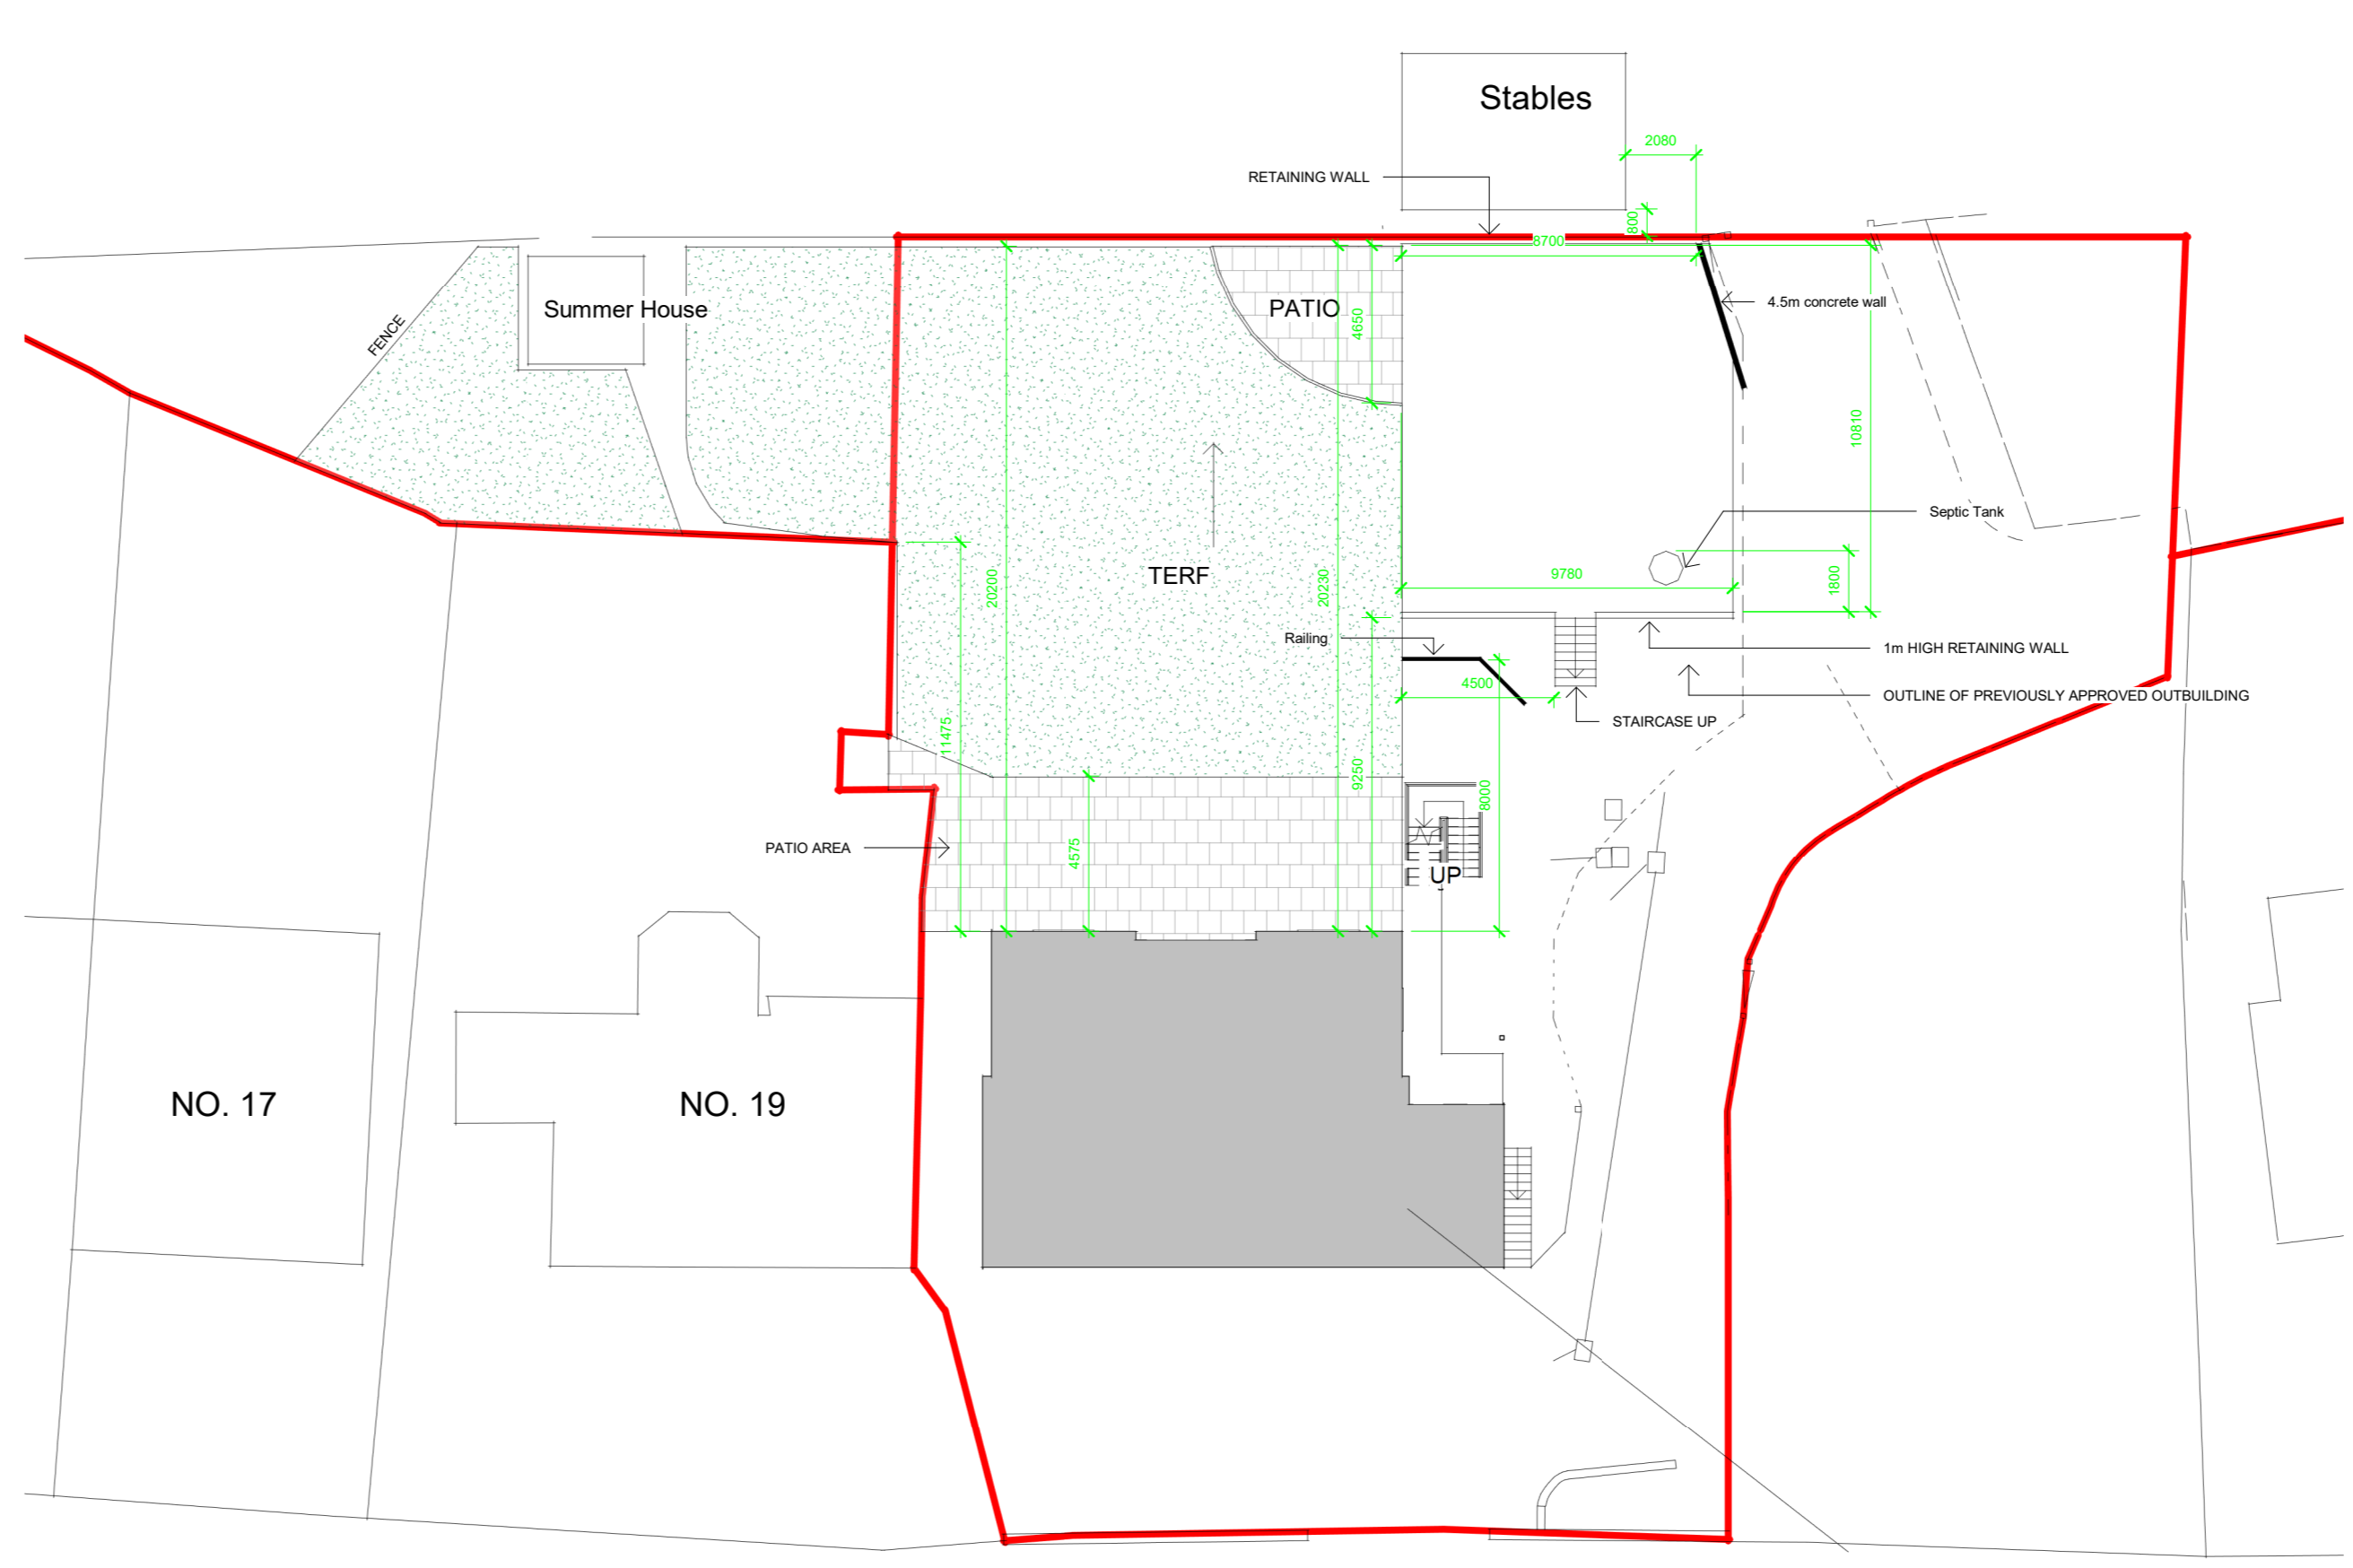 Stables
2080
RETAINING WALL
800
8700
Summer House
PATIO
4650
4.5m concrete wall
FENCE
10810
Septic Tank
TERF
20200
20230
9780
1800
Railing
1m HIGH RETAINING WALL
4500
OUTLINE OF PREVIOUSLY APPROVED OUTBUILDING
STAIRCASE UP
11475
9250
8000
PATIO AREA
4575
UP
NO. 17
NO. 19